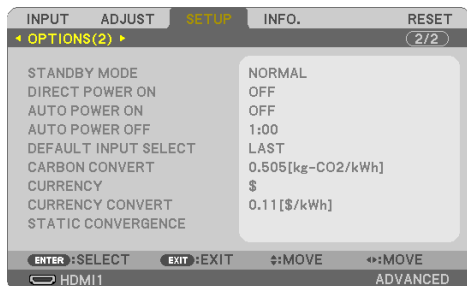 INPUT ADJUST SETUP INFO. RESET
OPTIONS(2) 2/2
STANDBY MODE NORMAL
DIRECT POWER ON OFF
AUTO POWER ON OFF
AUTO POWER OFF 1:00
DEFAULT INPUT SELECT LAST
CARBON CONVERT 0.505[kg-CO2/kWh]
CURRENCY $
CURRENCY CONVERT 0.11[$/kWh]
STATIC CONVERGENCE
ENTER :SELECT EXIT :EXIT :MOVE :MOVE
HDMI1 ADVANCED